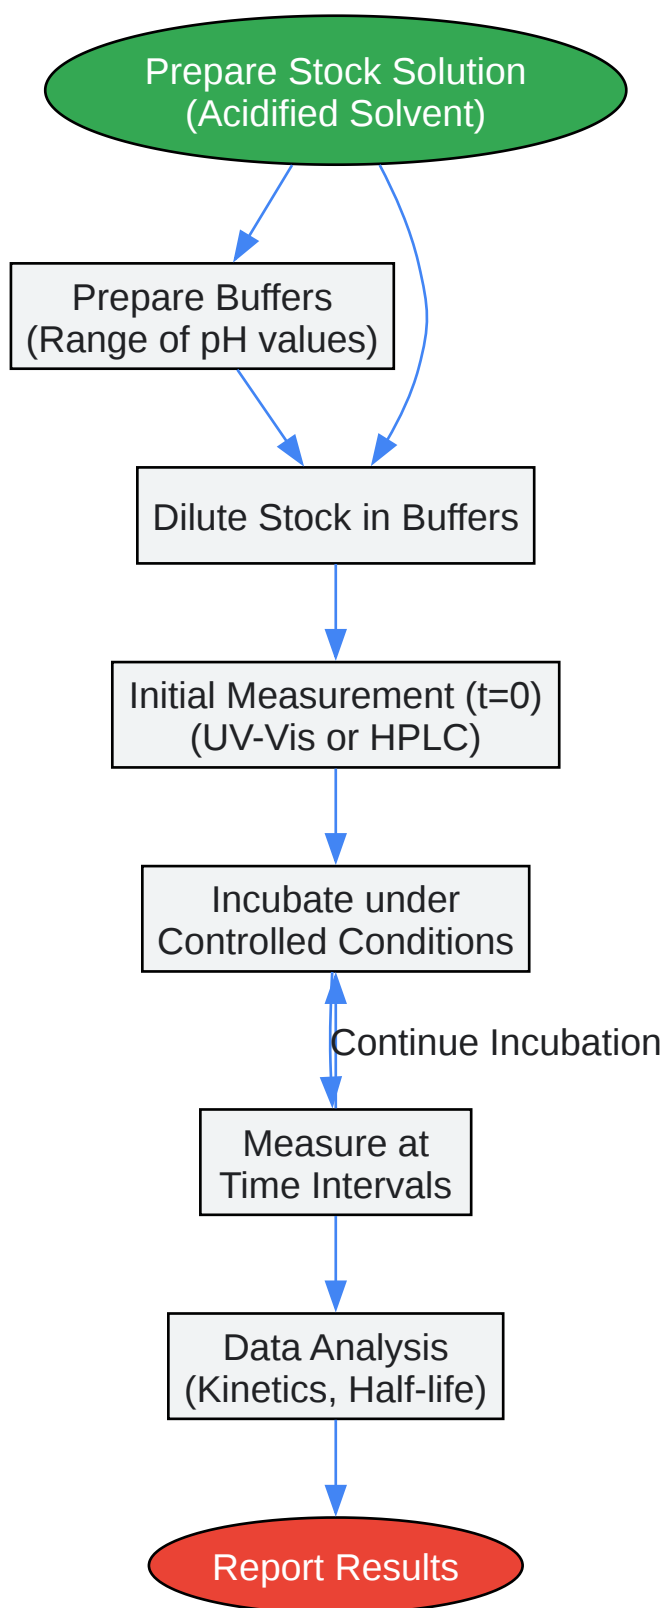 Prepare Stock Solution
(Acidified Solvent)
Prepare Buffers
(Range of pH values)
Dilute Stock in Buffers
Initial Measurement (t=0)
(UV-Vis or HPLC)
Incubate under
Controlled Conditions
Continue Incubation
Measure at
Time Intervals
Data Analysis
(Kinetics, Half-life)
Report Results